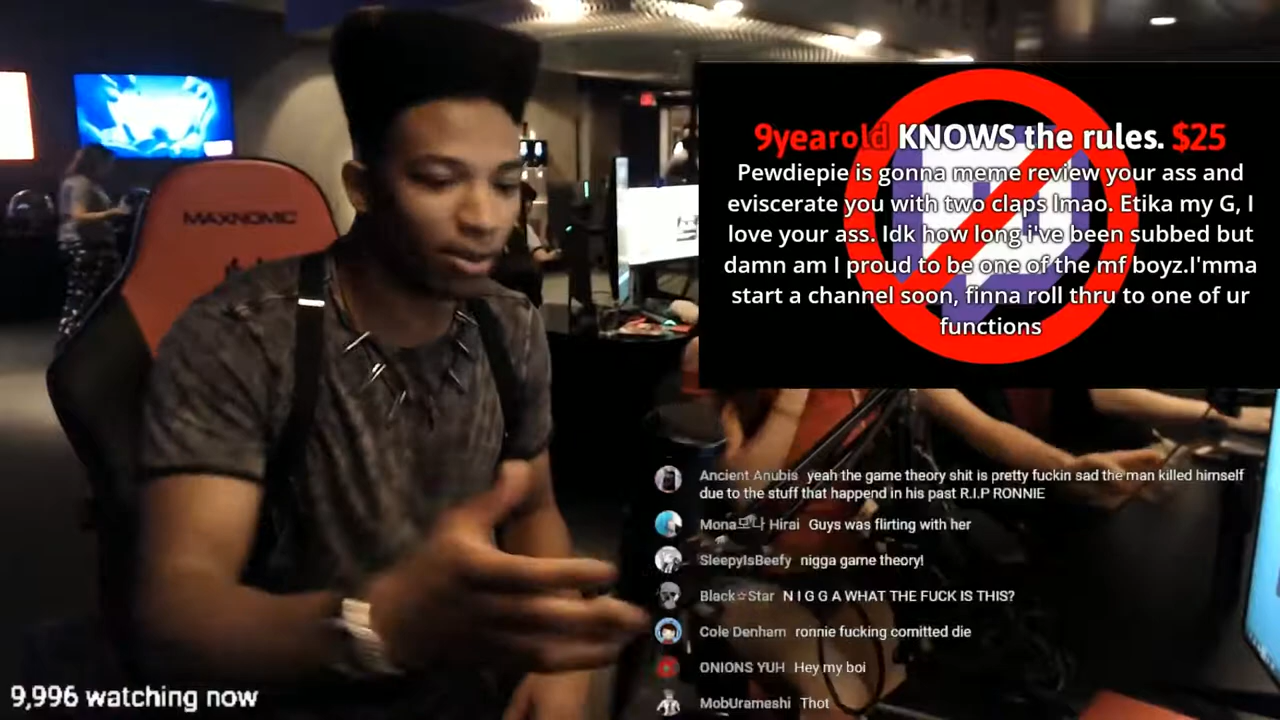 MAXNOMIC
9yearold KNOWS the rules. $25
Pewdiepie is gonna meme review your ass and
eviscerate you with two claps lmao. Etika my G, I
love your ass. Idk how long i've been subbed but
damn am I proud to be one of the mf boyz.I'mma
start a channel soon, finna roll thru to one of ur
functions
Ancient Anubis yeah the game theory shit is pretty fuckin sad the man killed himself
due to the stuff that happend in his past R.I.P RONNIE
Mona모나 Hirai Guys was flirting with her
SleepyIsBeefy nigga game theory!
Black☆Star N I G G A WHAT THE FUCK IS THIS?
Cole Denham ronnie fucking comitted die
ONIONS YUH Hey my boi
MobUrameshi Thot
9,996 watching now